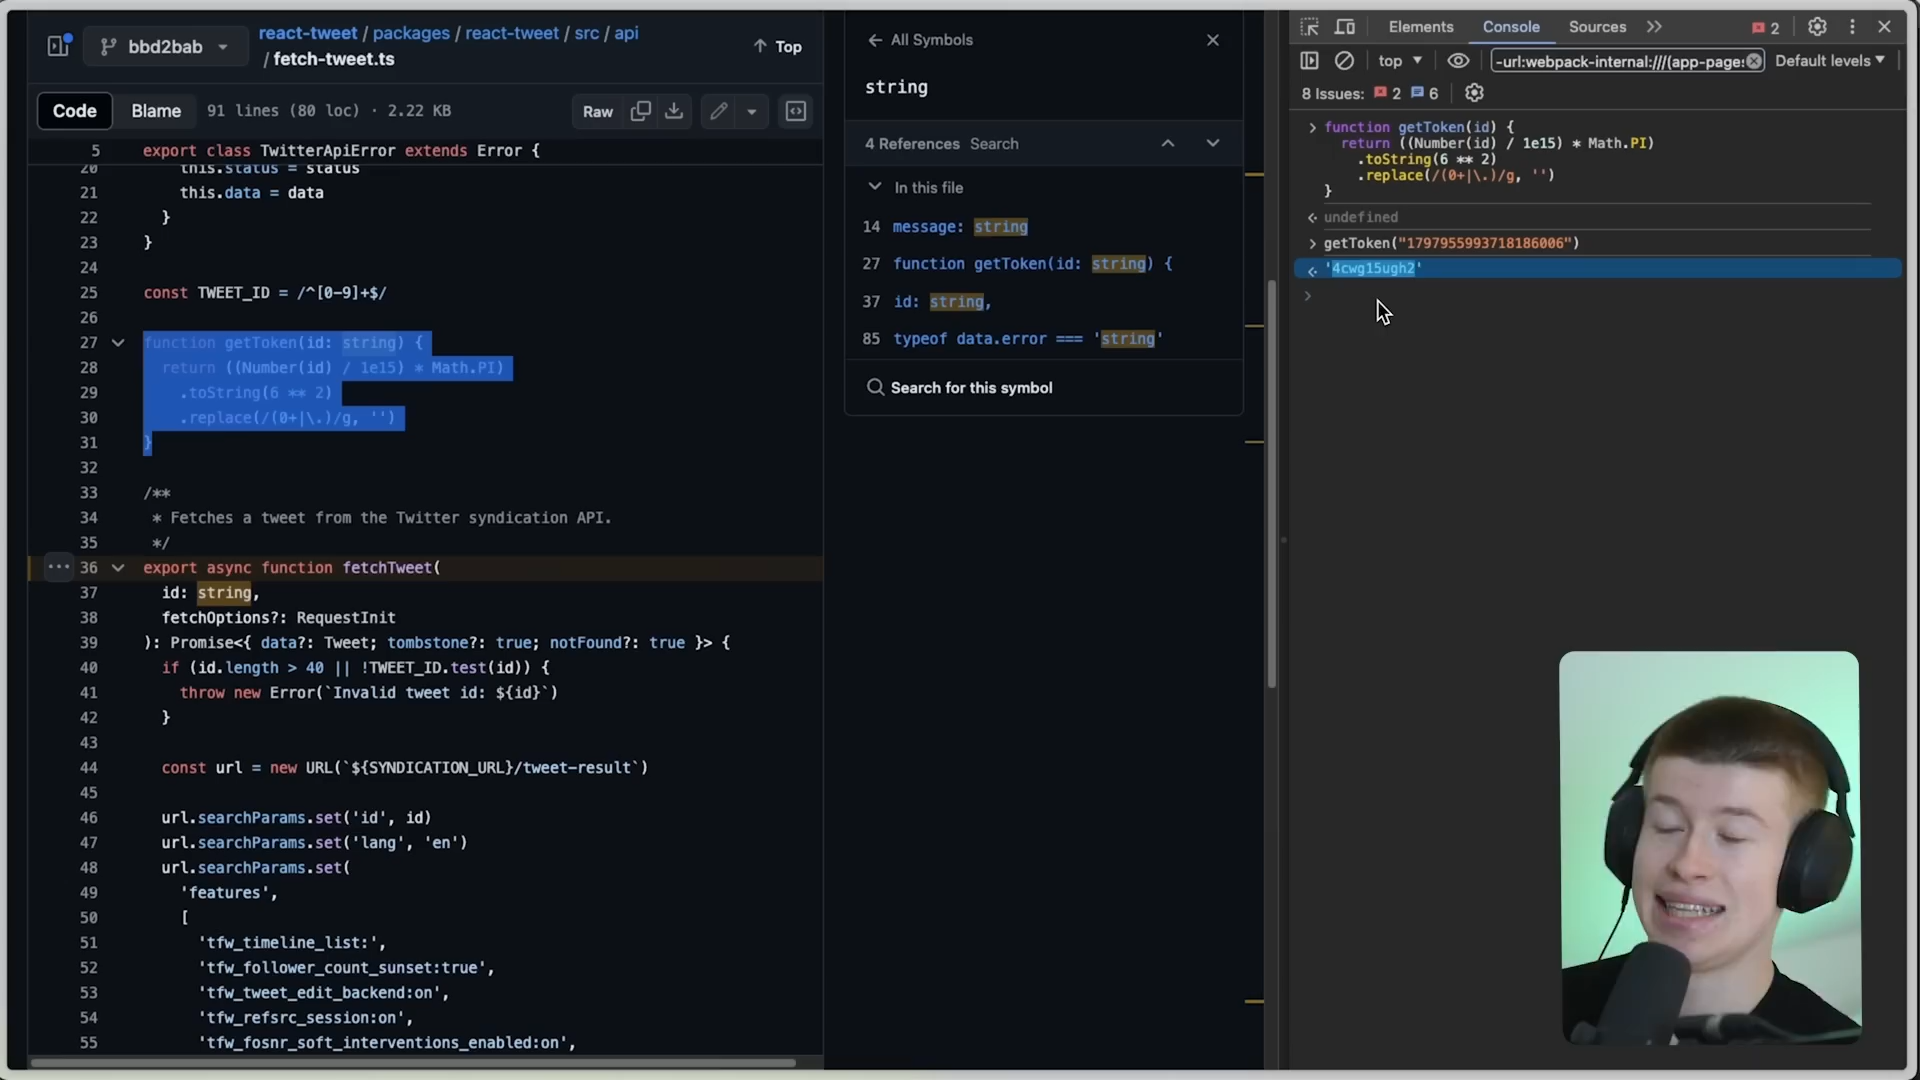 bbd2bab
react-tweet / packages / react-tweet / src / api
/ fetch-tweet.ts
Top
Code
Blame
91 lines (80 loc) · 2.22 KB
Raw
5 export class TwitterApiError extends Error {
20 this.status = status
21 this.data = data
22 }
23 }
24
25 const TWEET_ID = /^[0-9]+$/
26
27 function getToken(id: string) {
28 return ((Number(id) / 1e15) * Math.PI)
29 .toString(6 ** 2)
30 .replace(/(0+|\.)/g, '')
31 }
32
33 /**
34 * Fetches a tweet from the Twitter syndication API.
35 */
36 export async function fetchTweet(
37 id: string,
38 fetchOptions?: RequestInit
39 ): Promise<{ data?: Tweet; tombstone?: true; notFound?: true }> {
40 if (id.length > 40 || !TWEET_ID.test(id)) {
41 throw new Error(`Invalid tweet id: ${id}`)
42 }
43
44 const url = new URL(`${SYNDICATION_URL}/tweet-result`)
45
46 url.searchParams.set('id', id)
47 url.searchParams.set('lang', 'en')
48 url.searchParams.set(
49 'features',
50 [
51 'tfw_timeline_list:',
52 'tfw_follower_count_sunset:true',
53 'tfw_tweet_edit_backend:on',
54 'tfw_refsrc_session:on',
55 'tfw_fosnr_soft_interventions_enabled:on',
All Symbols
string
4 References Search
In this file
14 message: string
27 function getToken(id: string) {
37 id: string,
85 typeof data.error === 'string'
Search for this symbol
Elements
Console
Sources
2
top
-url:webpack-internal:///(app-pages
Default levels
8 Issues: 2 6
function getToken(id) {
return ((Number(id) / 1e15) * Math.PI)
.toString(6 ** 2)
.replace(/(0+|\.)/g, '')
}
undefined
getToken("1797955993718186006")
'4cwg15ugh2'